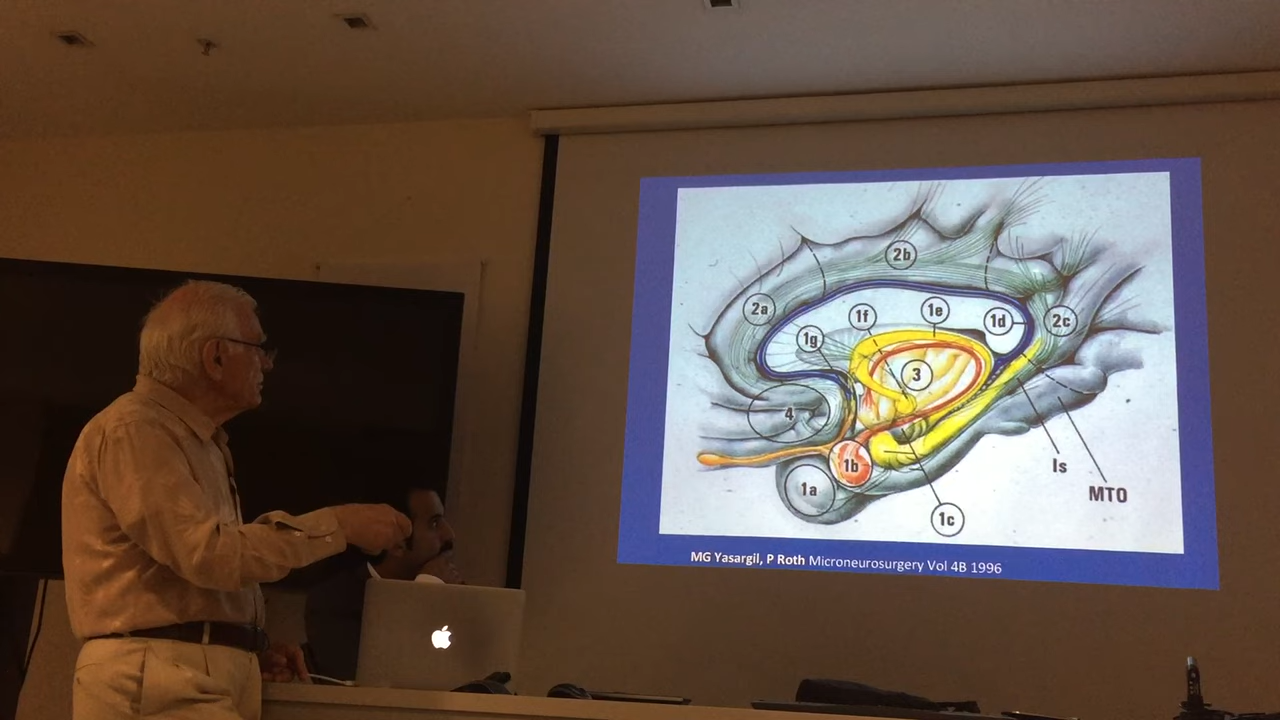 2b
2a
1f
1e
1d
2c
1g
3
4
1b
Is
1a
MTO
1c
MG Yasargil, P Roth Microneurosurgery Vol 4B 1996